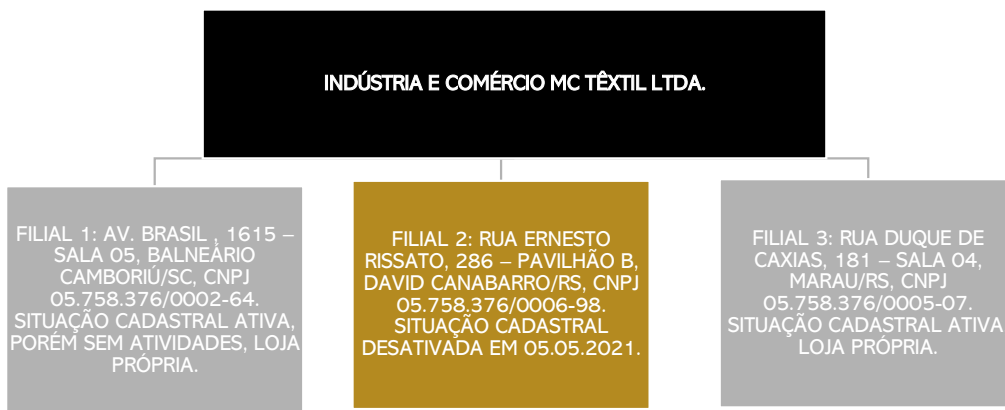 INDÚSTRIA E COMÉRCIO MC TÊXTIL LTDA.
FILIAL 1: AV. BRASIL , 1615 –
SALA 05, BALNEÁRIO
CAMBORIÚ/SC, CNPJ
05.758.376/0002-64.
SITUAÇÃO CADASTRAL ATIVA,
PORÉM SEM ATIVIDADES, LOJA
PRÓPRIA.
FILIAL 2: RUA ERNESTO
RISSATO, 286 – PAVILHÃO B,
DAVID CANABARRO/RS, CNPJ
05.758.376/0006-98.
SITUAÇÃO CADASTRAL
DESATIVADA EM 05.05.2021.
FILIAL 3: RUA DUQUE DE
CAXIAS, 181 – SALA 04,
MARAU/RS, CNPJ
05.758.376/0005-07.
SITUAÇÃO CADASTRAL ATIVA
LOJA PRÓPRIA.